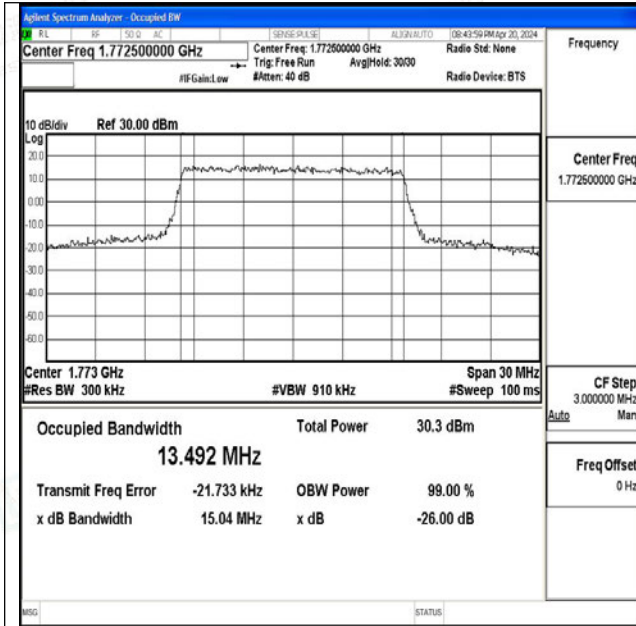 Agilent Spectrum Analyzer - Occupied BW
RL RF 50 Ω AC SENSE:PULSE ALIGNAUTO 08:43:59 PM Apr 20, 2024
Center Freq 1.772500000 GHz
Center Freq: 1.772500000 GHz
Radio Std: None
Trig: Free Run Avg|Hold: 30/30
#IFGain:Low #Atten: 40 dB Radio Device: BTS
10 dB/div Ref 30.00 dBm
Log
20.0
10.0
0.00
-10.0
-20.0
-30.0
-40.0
-50.0
-60.0
Center 1.773 GHz Span 30 MHz
#Res BW 300 kHz #VBW 910 kHz #Sweep 100 ms
Occupied Bandwidth Total Power 30.3 dBm
13.492 MHz
Transmit Freq Error -21.733 kHz OBW Power 99.00 %
x dB Bandwidth 15.04 MHz x dB -26.00 dB
MSG STATUS
Frequency
Center Freq
1.772500000 GHz
CF Step
3.000000 MHz
Auto Man
Freq Offset
0 Hz